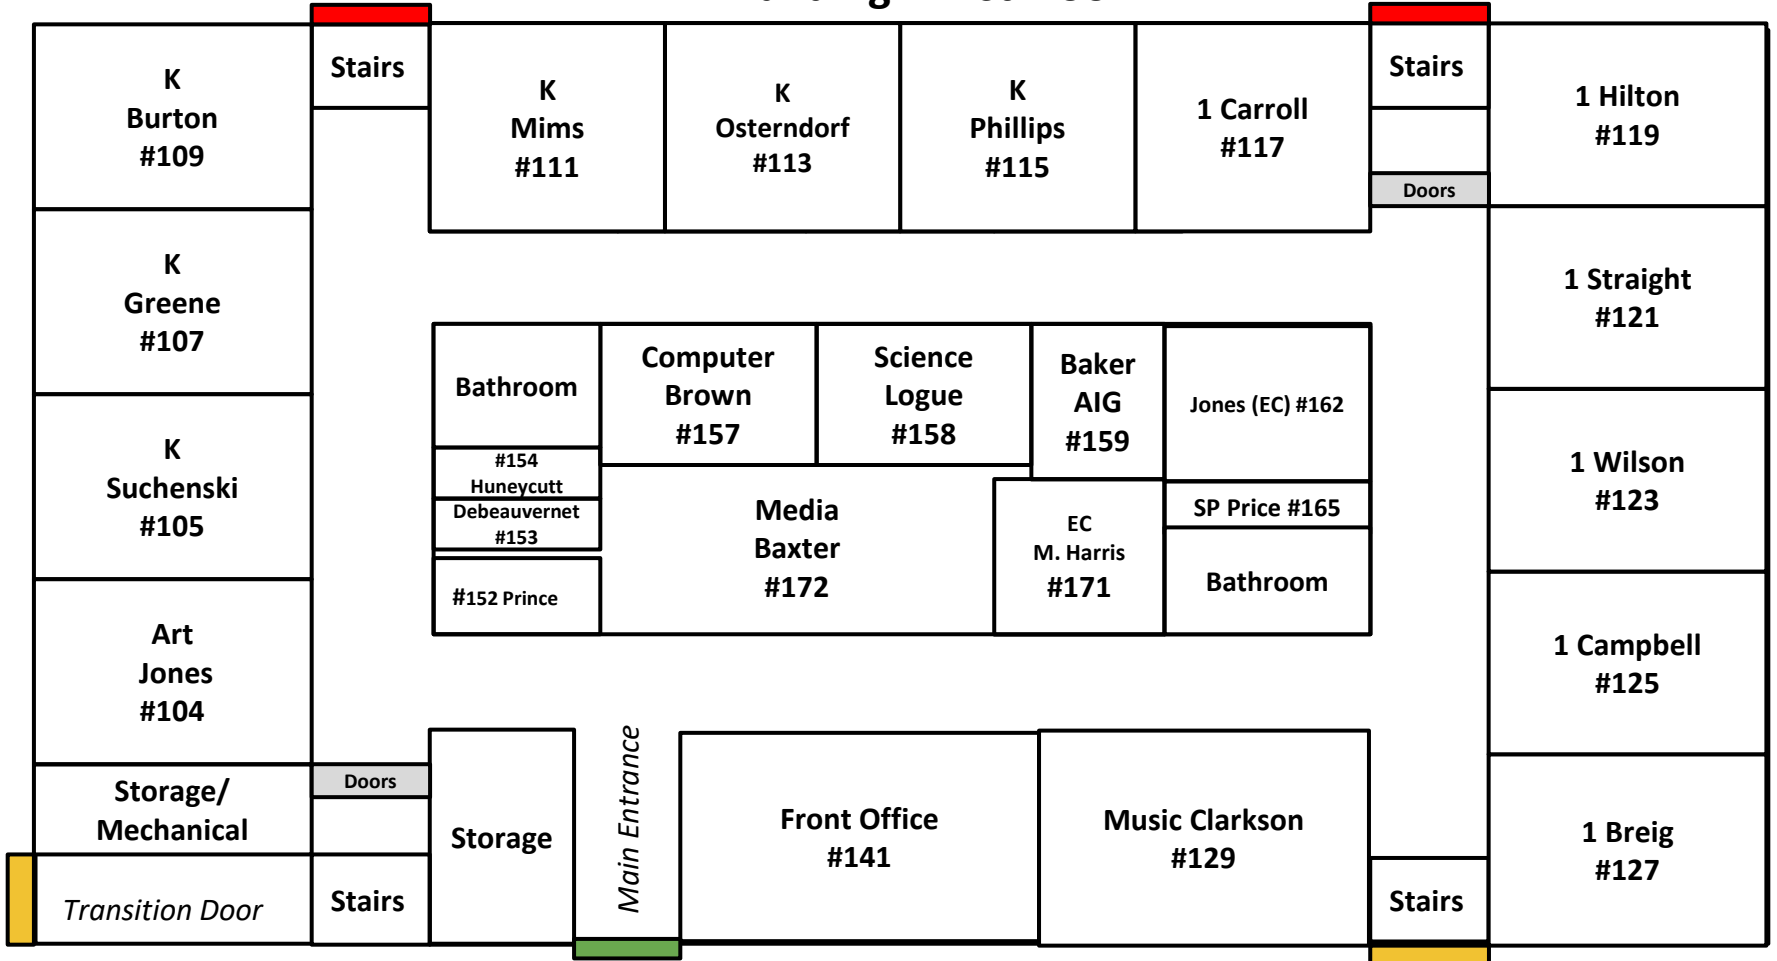 K
Burton
#109
Stairs
K
Mims
#111
K
Osterndorf
#113
K
Phillips
#115
1 Carroll
#117
Stairs
Doors
1 Hilton
#119
K
Greene
#107
1 Straight
#121
Bathroom
Computer
Brown
#157
Science
Logue
#158
Baker
AIG
#159
Jones (EC) #162
K
Suchenski
#105
#154
Huneycutt
Debeauvernet
#153
#152 Prince
Media
Baxter
#172
EC
M. Harris
#171
SP Price #165
Bathroom
1 Wilson
#123
Art
Jones
#104
1 Campbell
#125
Storage/
Mechanical
Doors
Storage
Main Entrance
Front Office
#141
Music Clarkson
#129
1 Breig
#127
Transition Door
Stairs
Stairs